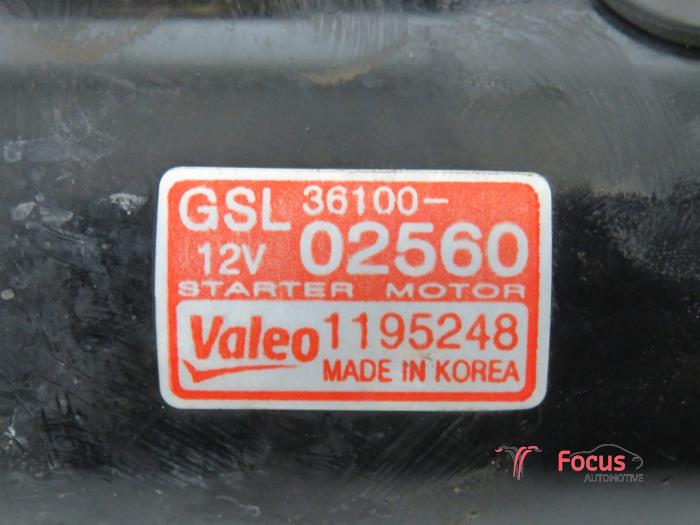 GSL 36100-
12V 02560
STARTER MOTOR
Valeo 1195248
MADE IN KOREA
Focus
AUTOMOTIVE